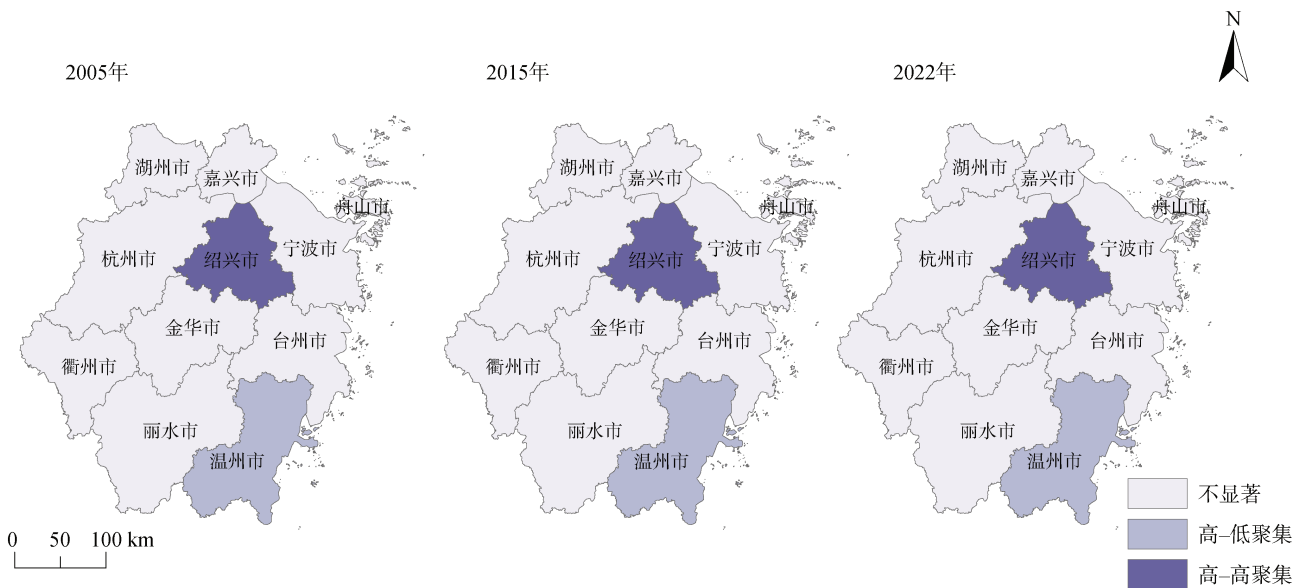 N
2005年
2015年
2022年
湖州市
嘉兴市
舟山市
杭州市
绍兴市
宁波市
金华市
台州市
衢州市
丽水市
温州市
湖州市
嘉兴市
舟山市
杭州市
绍兴市
宁波市
金华市
台州市
衢州市
丽水市
温州市
湖州市
嘉兴市
舟山市
杭州市
绍兴市
宁波市
金华市
台州市
衢州市
丽水市
温州市
0 50 100 km
不显著
高–低聚集
高–高聚集